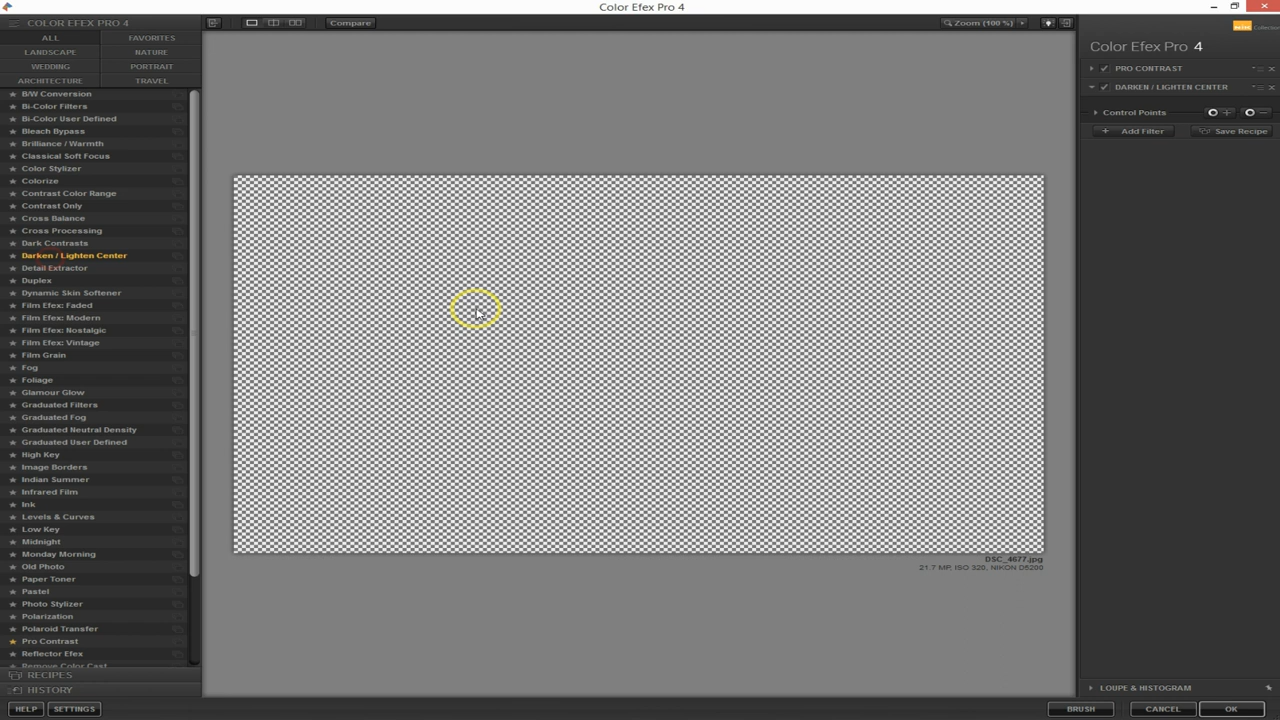 Color Efex Pro 4
COLOR EFEX PRO 4
Compare
Zoom (100 %)
ALL
FAVORITES
LANDSCAPE
NATURE
WEDDING
PORTRAIT
ARCHITECTURE
TRAVEL
B/W Conversion
Bi-Color Filters
Bi-Color User Defined
Bleach Bypass
Brilliance / Warmth
Classical Soft Focus
Color Stylizer
Colorize
Contrast Color Range
Contrast Only
Cross Balance
Cross Processing
Dark Contrasts
Darken / Lighten Center
Detail Extractor
Duplex
Dynamic Skin Softener
Film Efex: Faded
Film Efex: Modern
Film Efex: Nostalgic
Film Efex: Vintage
Film Grain
Fog
Foliage
Glamour Glow
Graduated Filters
Graduated Fog
Graduated Neutral Density
Graduated User Defined
High Key
Image Borders
Indian Summer
Infrared Film
Ink
Levels & Curves
Low Key
Midnight
Monday Morning
Old Photo
Paper Toner
Pastel
Photo Stylizer
Polarization
Polaroid Transfer
Pro Contrast
Reflector Efex
Remove Color Cast
RECIPES
HISTORY
HELP
SETTINGS
DSC_4677.jpg
21.7 MP, ISO 320, NIKON D5200
Color Efex Pro 4
PRO CONTRAST
DARKEN / LIGHTEN CENTER
Control Points
Add Filter
Save Recipe
LOUPE & HISTOGRAM
BRUSH
CANCEL
OK